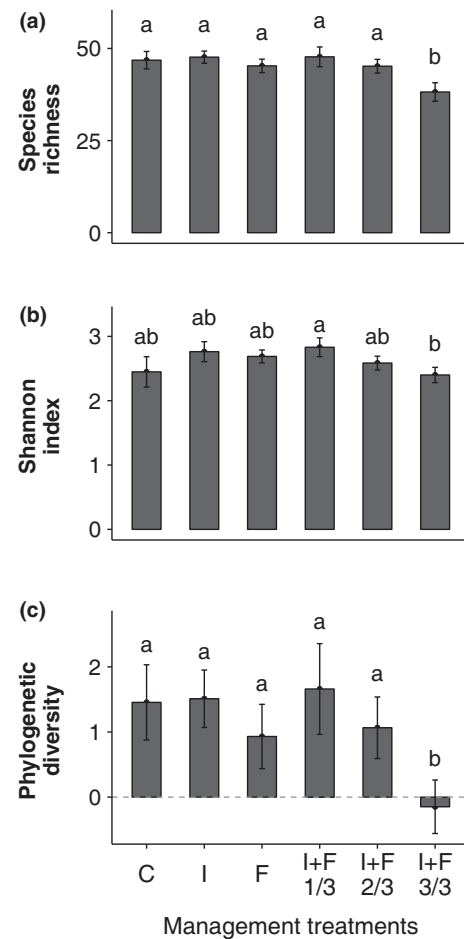 (a)
Species
richness
50
25
0
a a a a a b
(b)
Shannon
index
3
2
1
0
ab ab ab a ab b
(c)
Phylogenetic
diversity
2
1
0
a a a a a b
C I F I+F I+F I+F
1/3 2/3 3/3
Management treatments